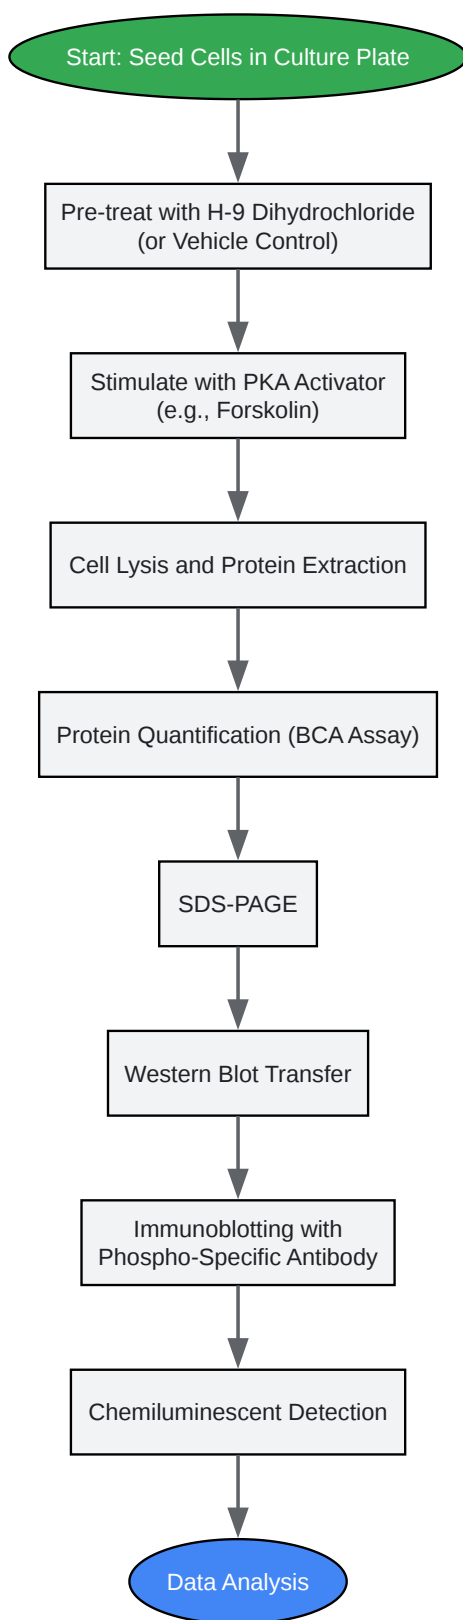 Start: Seed Cells in Culture Plate
Pre-treat with H-9 Dihydrochloride
(or Vehicle Control)
Stimulate with PKA Activator
(e.g., Forskolin)
Cell Lysis and Protein Extraction
Protein Quantification (BCA Assay)
SDS-PAGE
Western Blot Transfer
Immunoblotting with
Phospho-Specific Antibody
Chemiluminescent Detection
Data Analysis